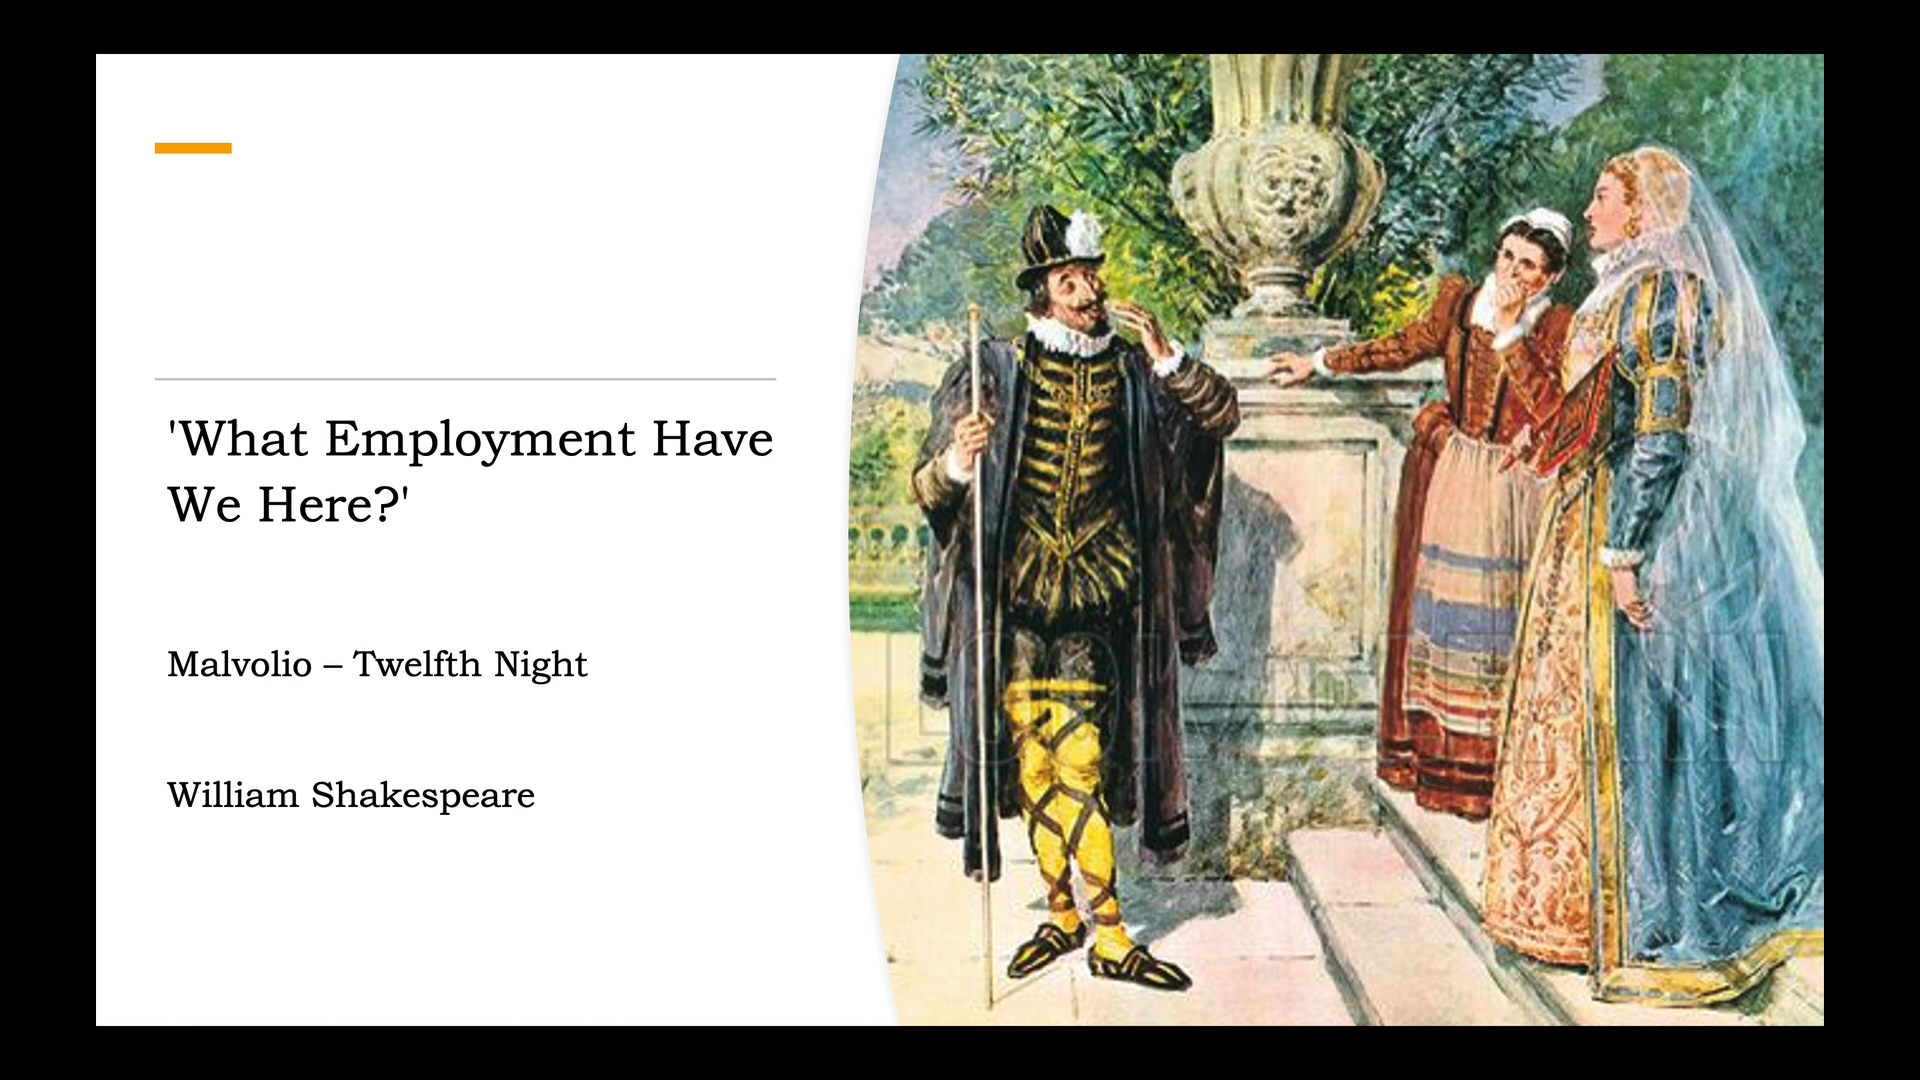 'What Employment Have
We Here?'
Malvolio – Twelfth Night
William Shakespeare